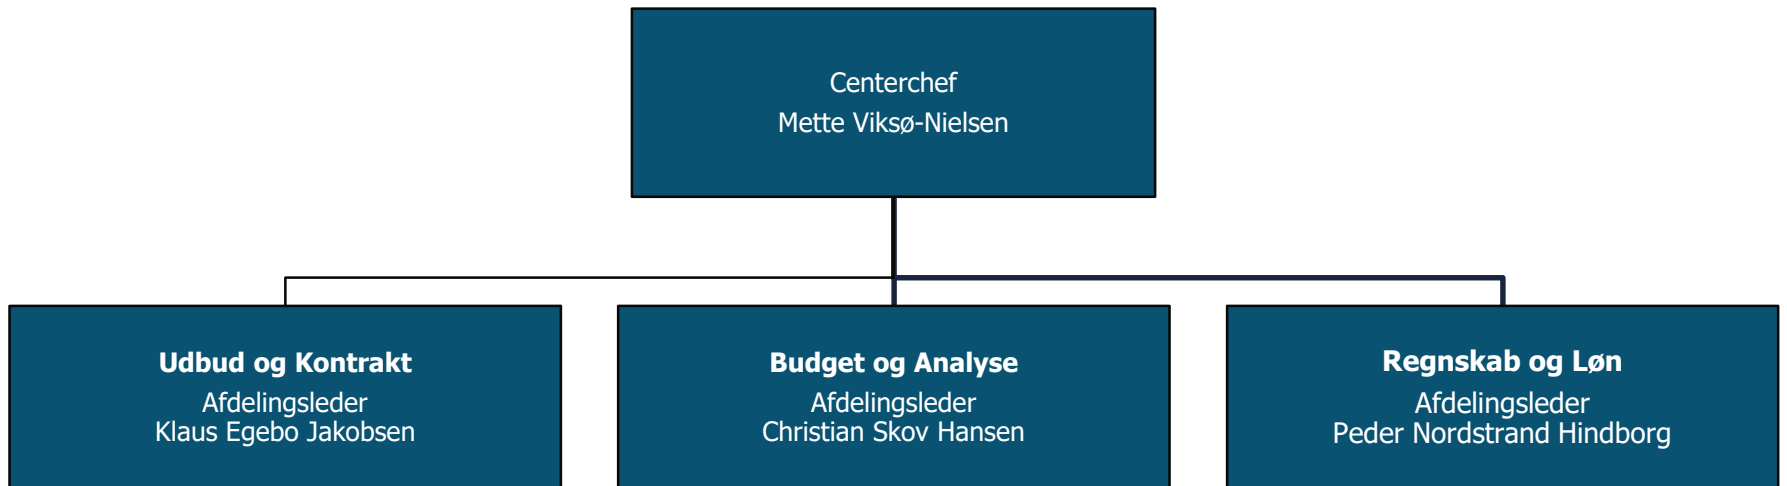 Centerchef
Mette Viksø-Nielsen
Udbud og Kontrakt
Afdelingsleder
Klaus Egebo Jakobsen
Budget og Analyse
Afdelingsleder
Christian Skov Hansen
Regnskab og Løn
Afdelingsleder
Peder Nordstrand Hindborg